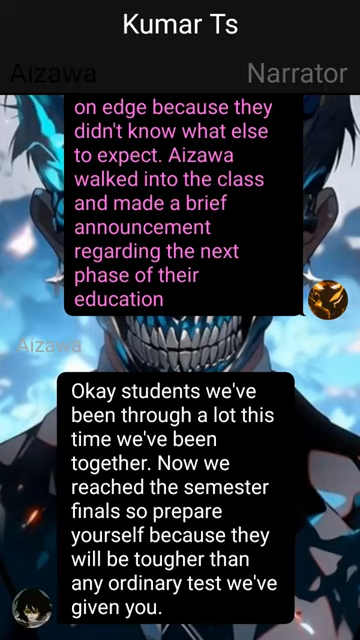 Kumar Ts
Aizawa
Narrator
on edge because they
didn't know what else
to expect. Aizawa
walked into the class
and made a brief
announcement
regarding the next
phase of their
education
Aizawa
Okay students we've
been through a lot this
time we've been
together. Now we
reached the semester
finals so prepare
yourself because they
will be tougher than
any ordinary test we've
given you.